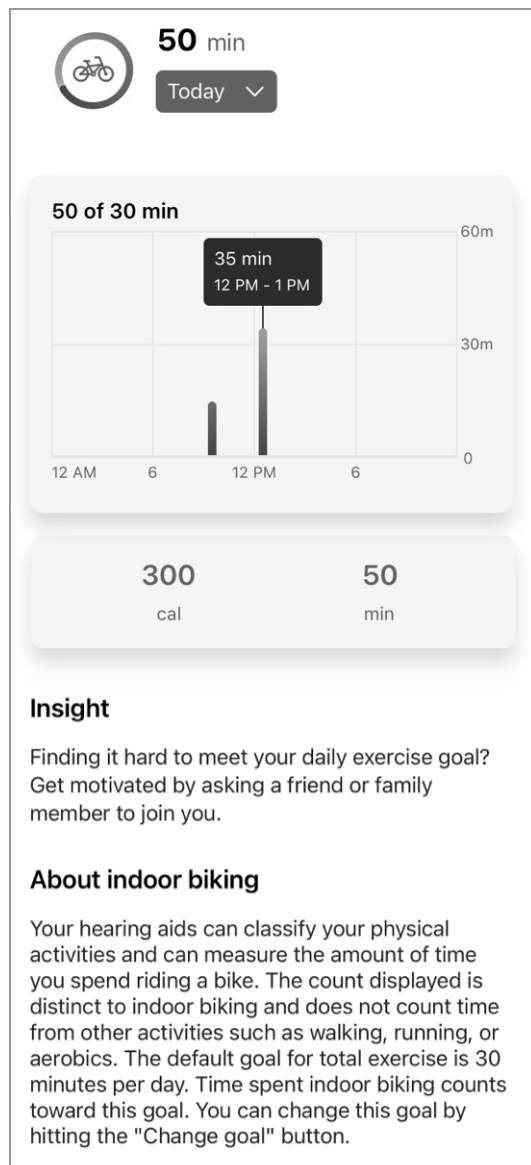 50 min
Today
50 of 30 min
60m
35 min
12 PM - 1 PM
30m
0
12 AM 6 12 PM 6
300 50
cal min
Insight
Finding it hard to meet your daily exercise goal?
Get motivated by asking a friend or family
member to join you.
About indoor biking
Your hearing aids can classify your physical
activities and can measure the amount of time
you spend riding a bike. The count displayed is
distinct to indoor biking and does not count time
from other activities such as walking, running, or
aerobics. The default goal for total exercise is 30
minutes per day. Time spent indoor biking counts
toward this goal. You can change this goal by
hitting the "Change goal" button.